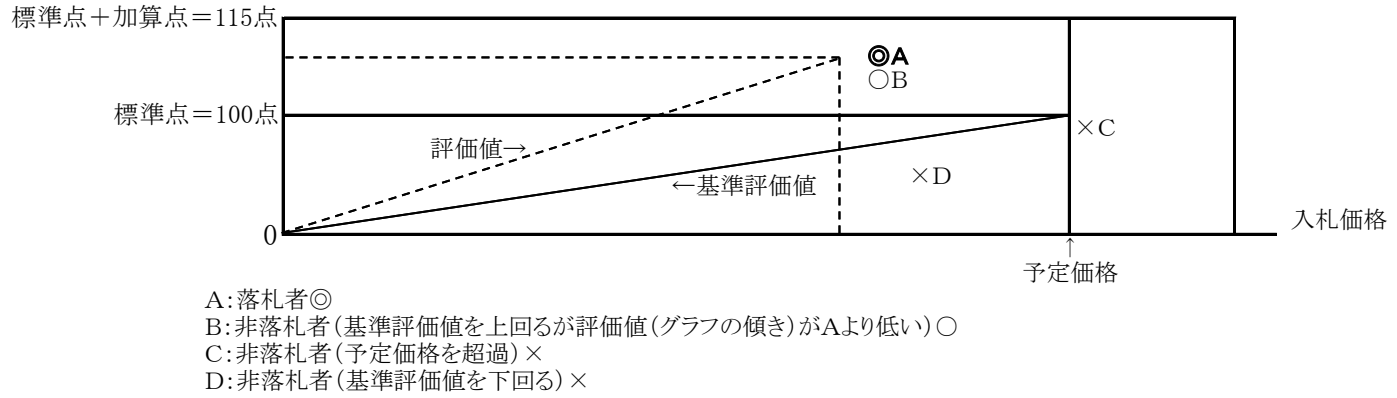 標準点＋加算点＝115点
◎A
○B
標準点＝100点
×C
評価値→
×D
←基準評価値
0
入札価格
↑
予定価格
A：落札者◎
B：非落札者（基準評価値を上回るが評価値（グラフの傾き）がAより低い）○
C：非落札者（予定価格を超過）×
D：非落札者（基準評価値を下回る）×